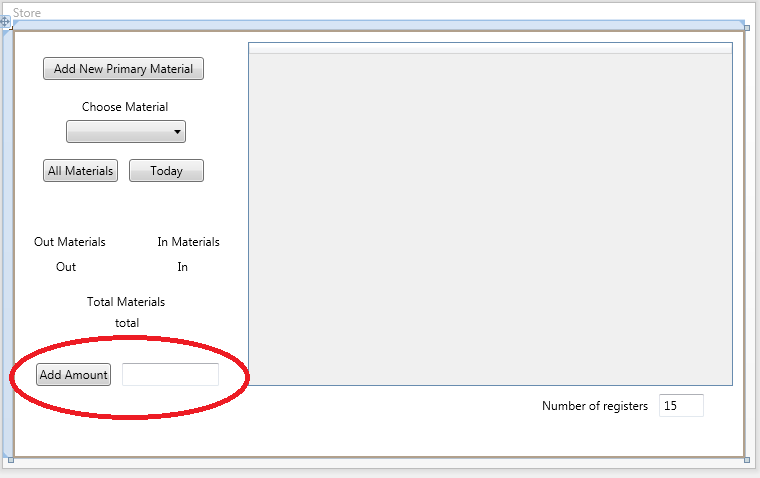 Store
Add New Primary Material
Choose Material
All Materials Today
Out Materials In Materials
Out In
Total Materials
total
Add Amount
Number of registers 15